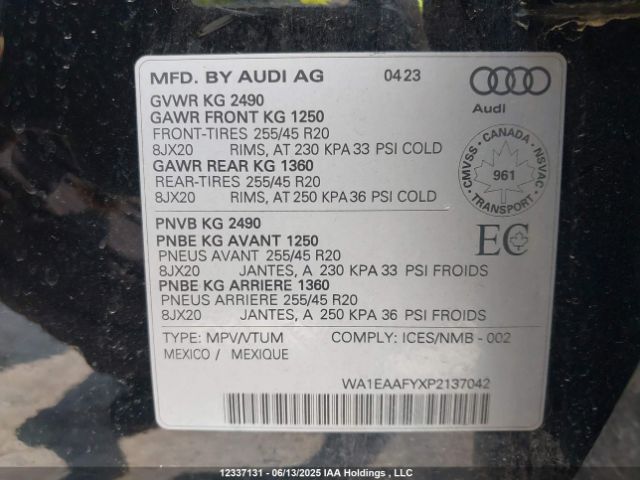 MFD. BY AUDI AG 04 23
Audi
GVWR KG 2490
GAWR FRONT KG 1250
FRONT-TIRES 255/45 R20
8JX20 RIMS, AT 230 KPA 33 PSI COLD
GAWR REAR KG 1360
REAR-TIRES 255/45 R20
8JX20 RIMS, AT 250 KPA 36 PSI COLD
CMVSS - CANADA - NSVAC
961
TRANSPORT
PNVB KG 2490
PNBE KG AVANT 1250
PNEUS AVANT 255/45 R20
8JX20 JANTES, A 230 KPA 33 PSI FROIDS
PNBE KG ARRIERE 1360
PNEUS ARRIERE 255/45 R20
8JX20 JANTES, A 250 KPA 36 PSI FROIDS
EC
TYPE: MPV/VTUM COMPLY: ICES/NMB - 002
MEXICO / MEXIQUE
WA1EAAFYXP2137042
12337131 - 06/13/2025 IAA Holdings , LLC